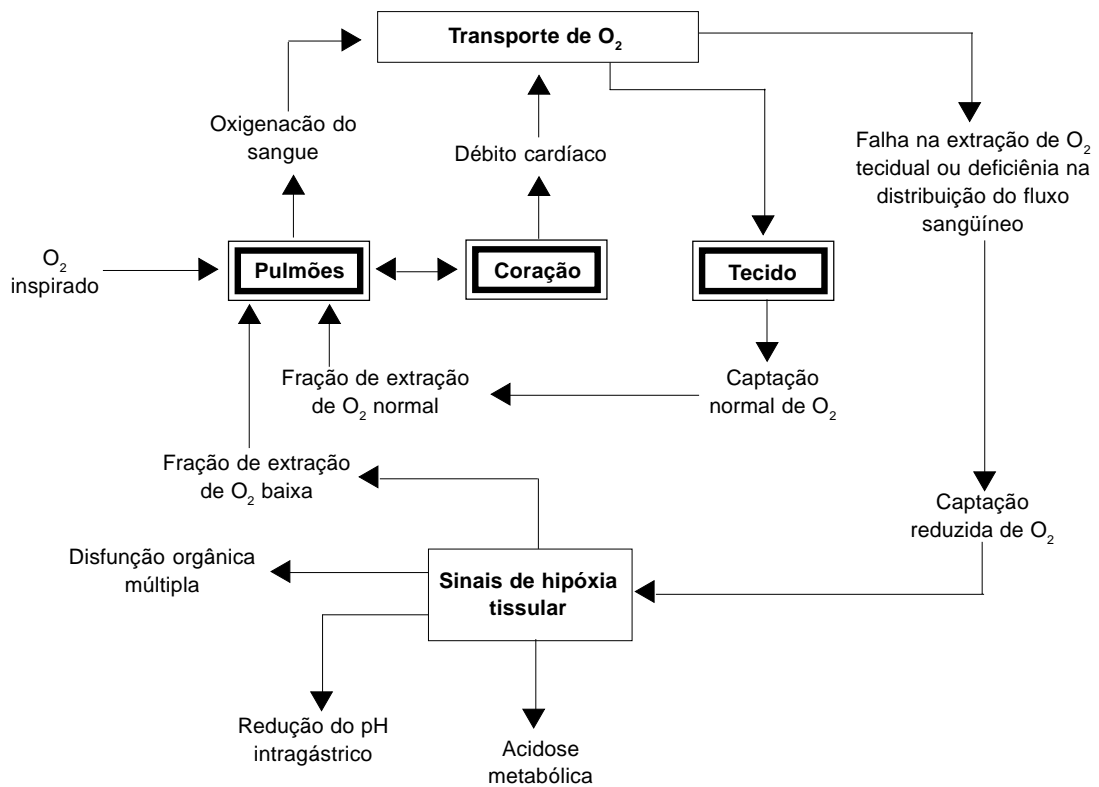 Transporte de O₂
Oxigenacão do
sangue
Débito cardíaco
Falha na extração de O₂
tecidual ou deficiênia na
distribuição do fluxo
sangüíneo
O₂
inspirado
Pulmões
Coração
Tecido
Fração de extração
de O₂ normal
Captação
normal de O₂
Fração de extração
de O₂ baixa
Captação
reduzida de O₂
Disfunção orgânica
múltipla
Sinais de hipóxia
tissular
Redução do pH
intragástrico
Acidose
metabólica